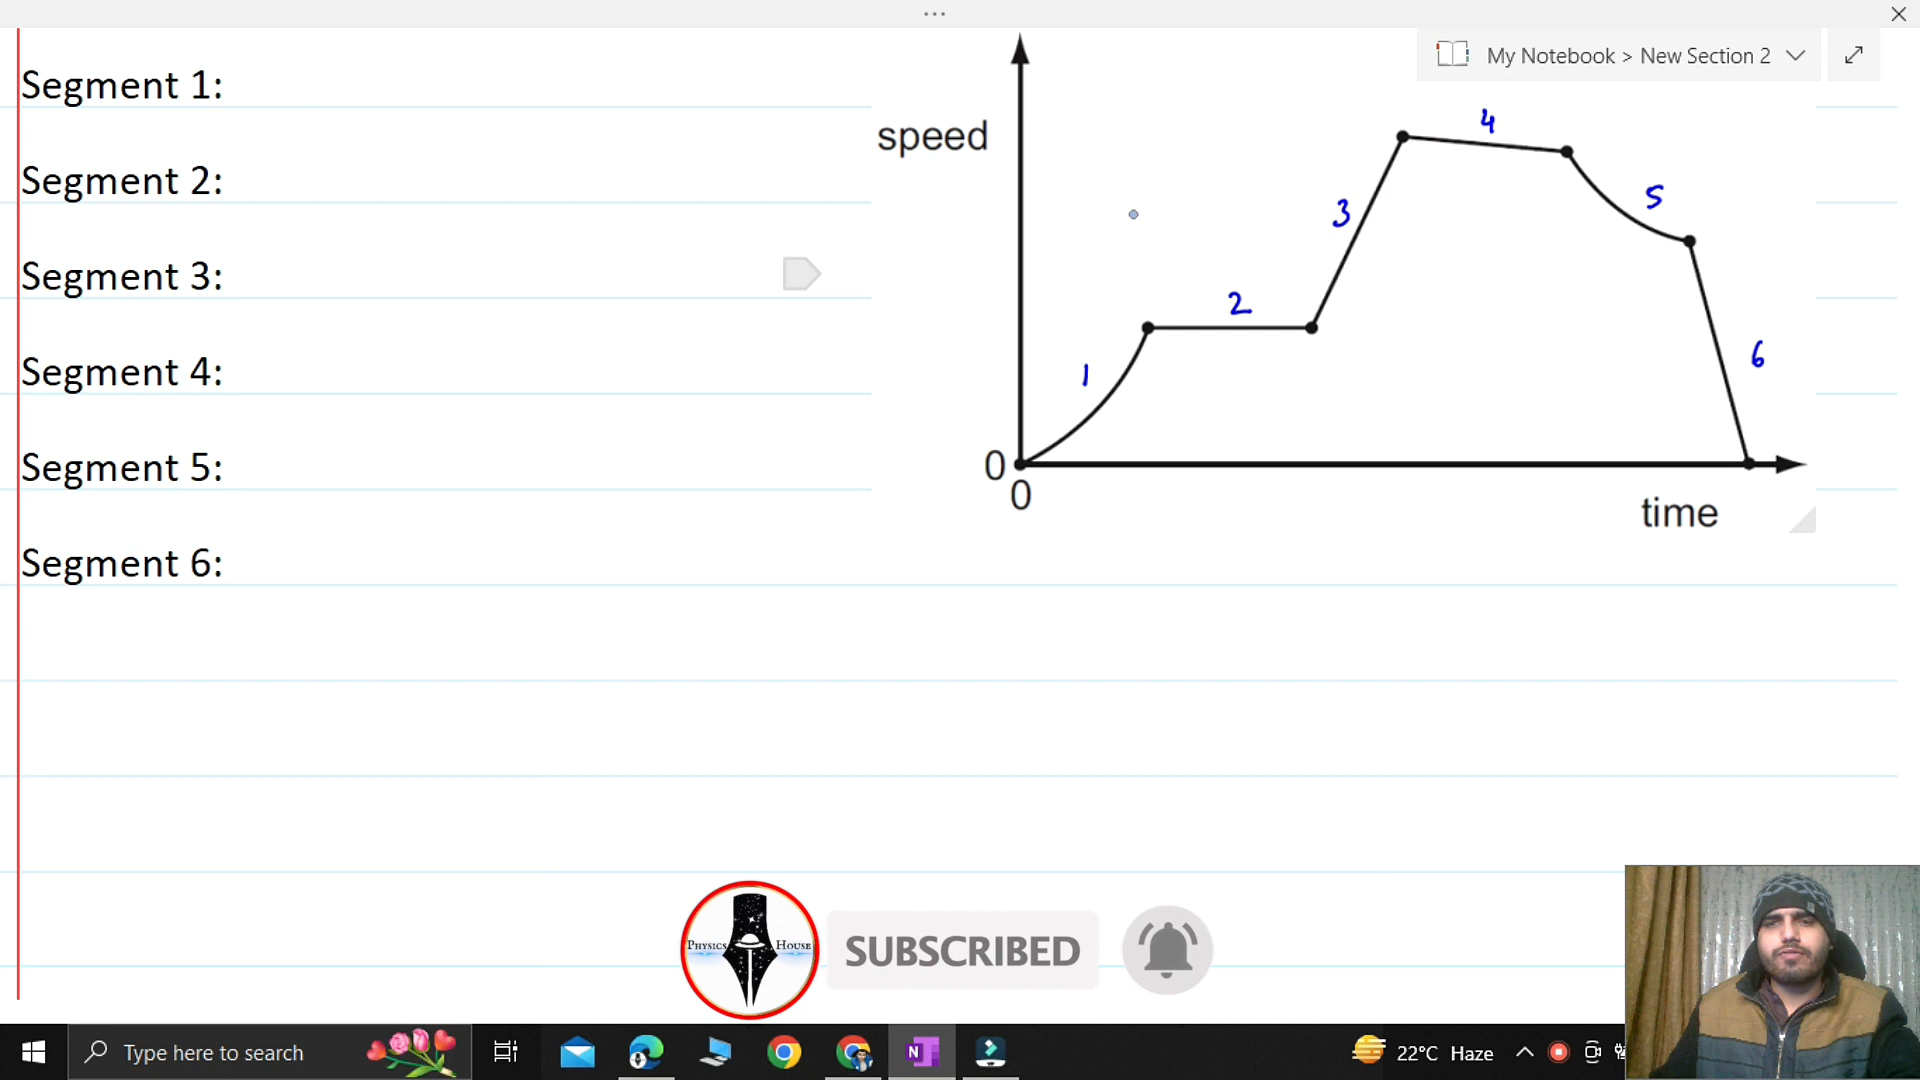 My Notebook > New Section 2
Segment 1:
Segment 2:
Segment 3:
Segment 4:
Segment 5:
Segment 6:
speed
4
5
3
2
1
6
0
0
time
PHYSICS HOUSE
SUBSCRIBED
Type here to search
N
22°C Haze